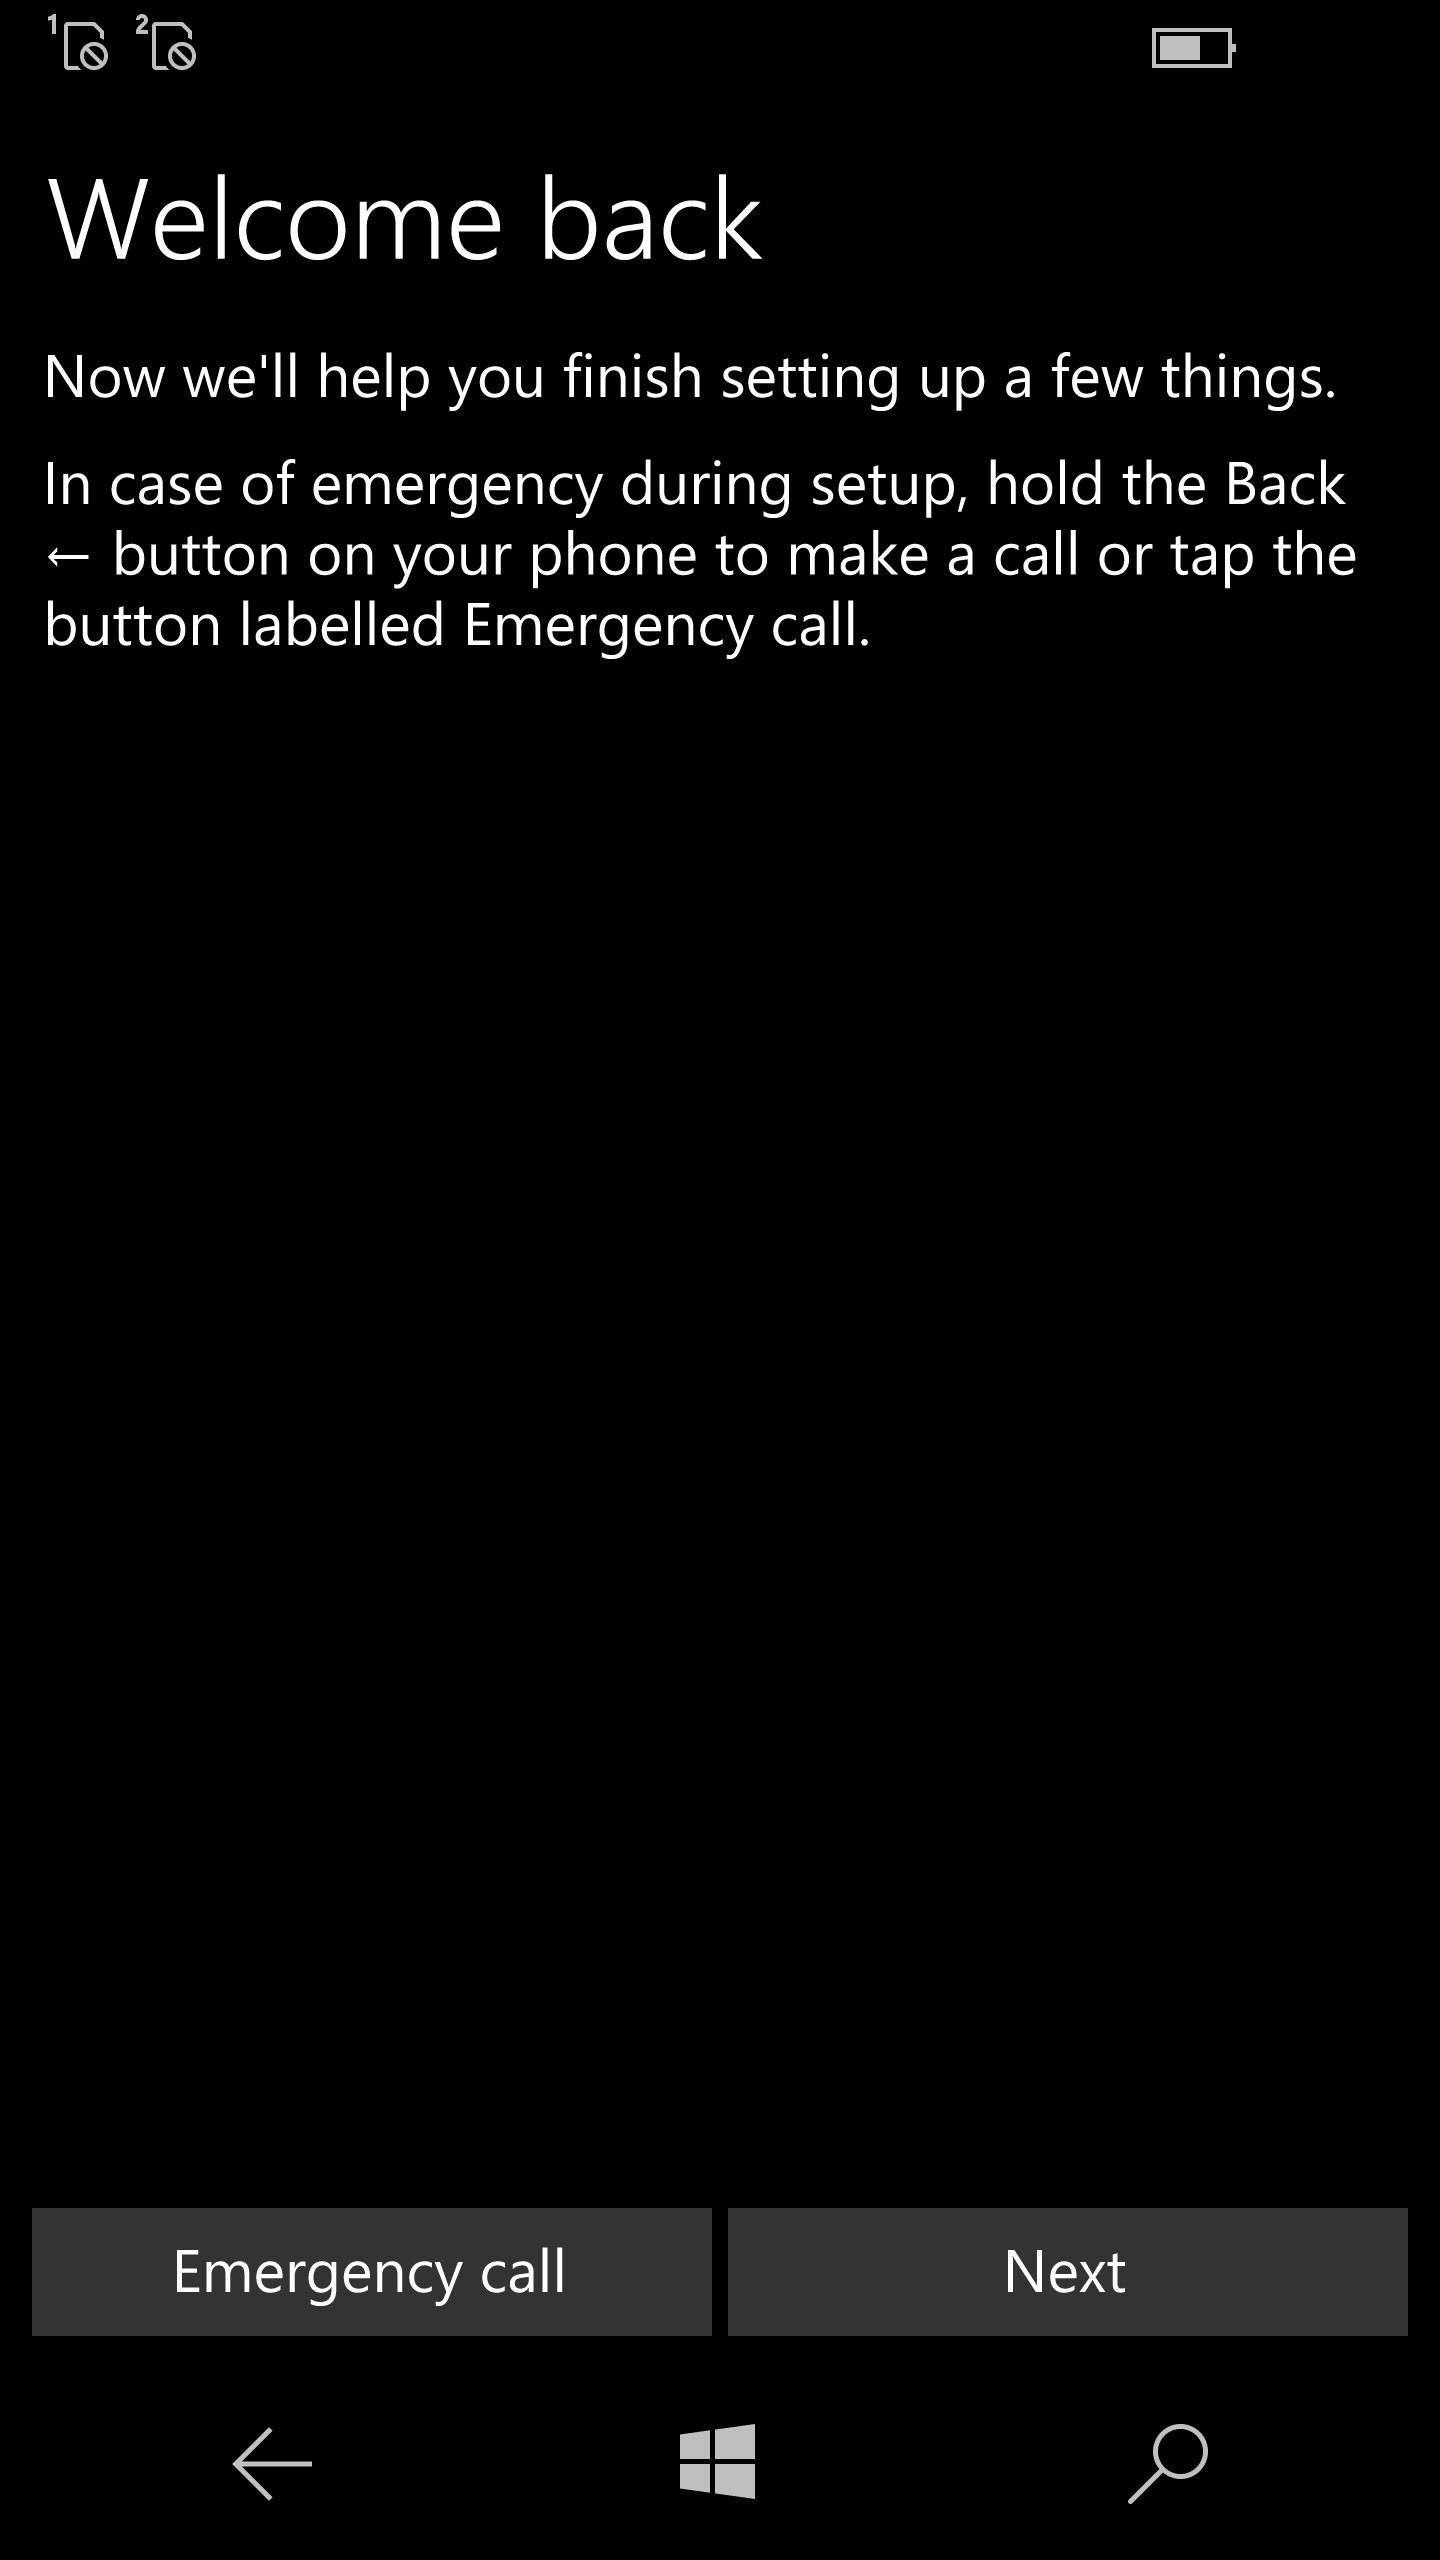 1 2
Welcome back
Now we'll help you finish setting up a few things.
In case of emergency during setup, hold the Back
← button on your phone to make a call or tap the
button labelled Emergency call.
Emergency call Next